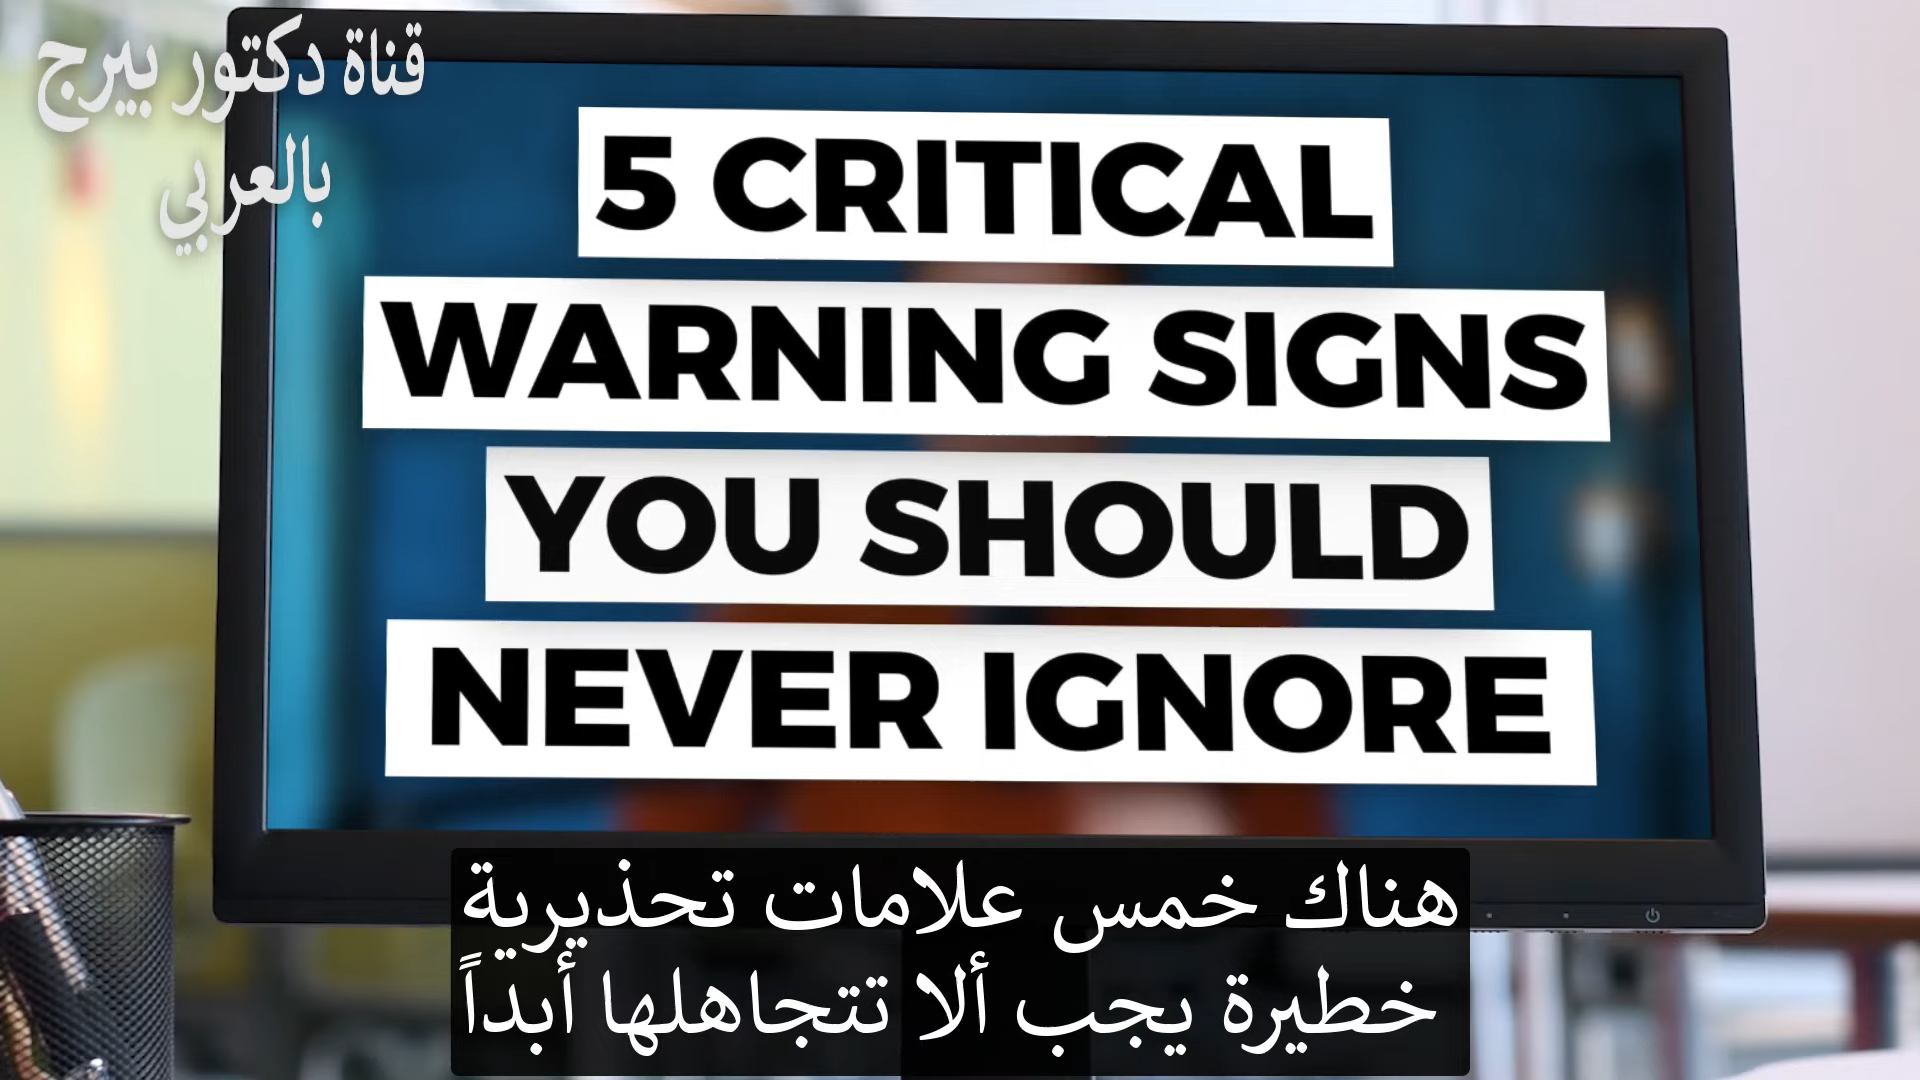 قناة دكتور بيرج
بالعربي
5 CRITICAL
WARNING SIGNS
YOU SHOULD
NEVER IGNORE
هناك خمس علامات تحذيرية
خطيرة يجب ألا تتجاهلها أبداً